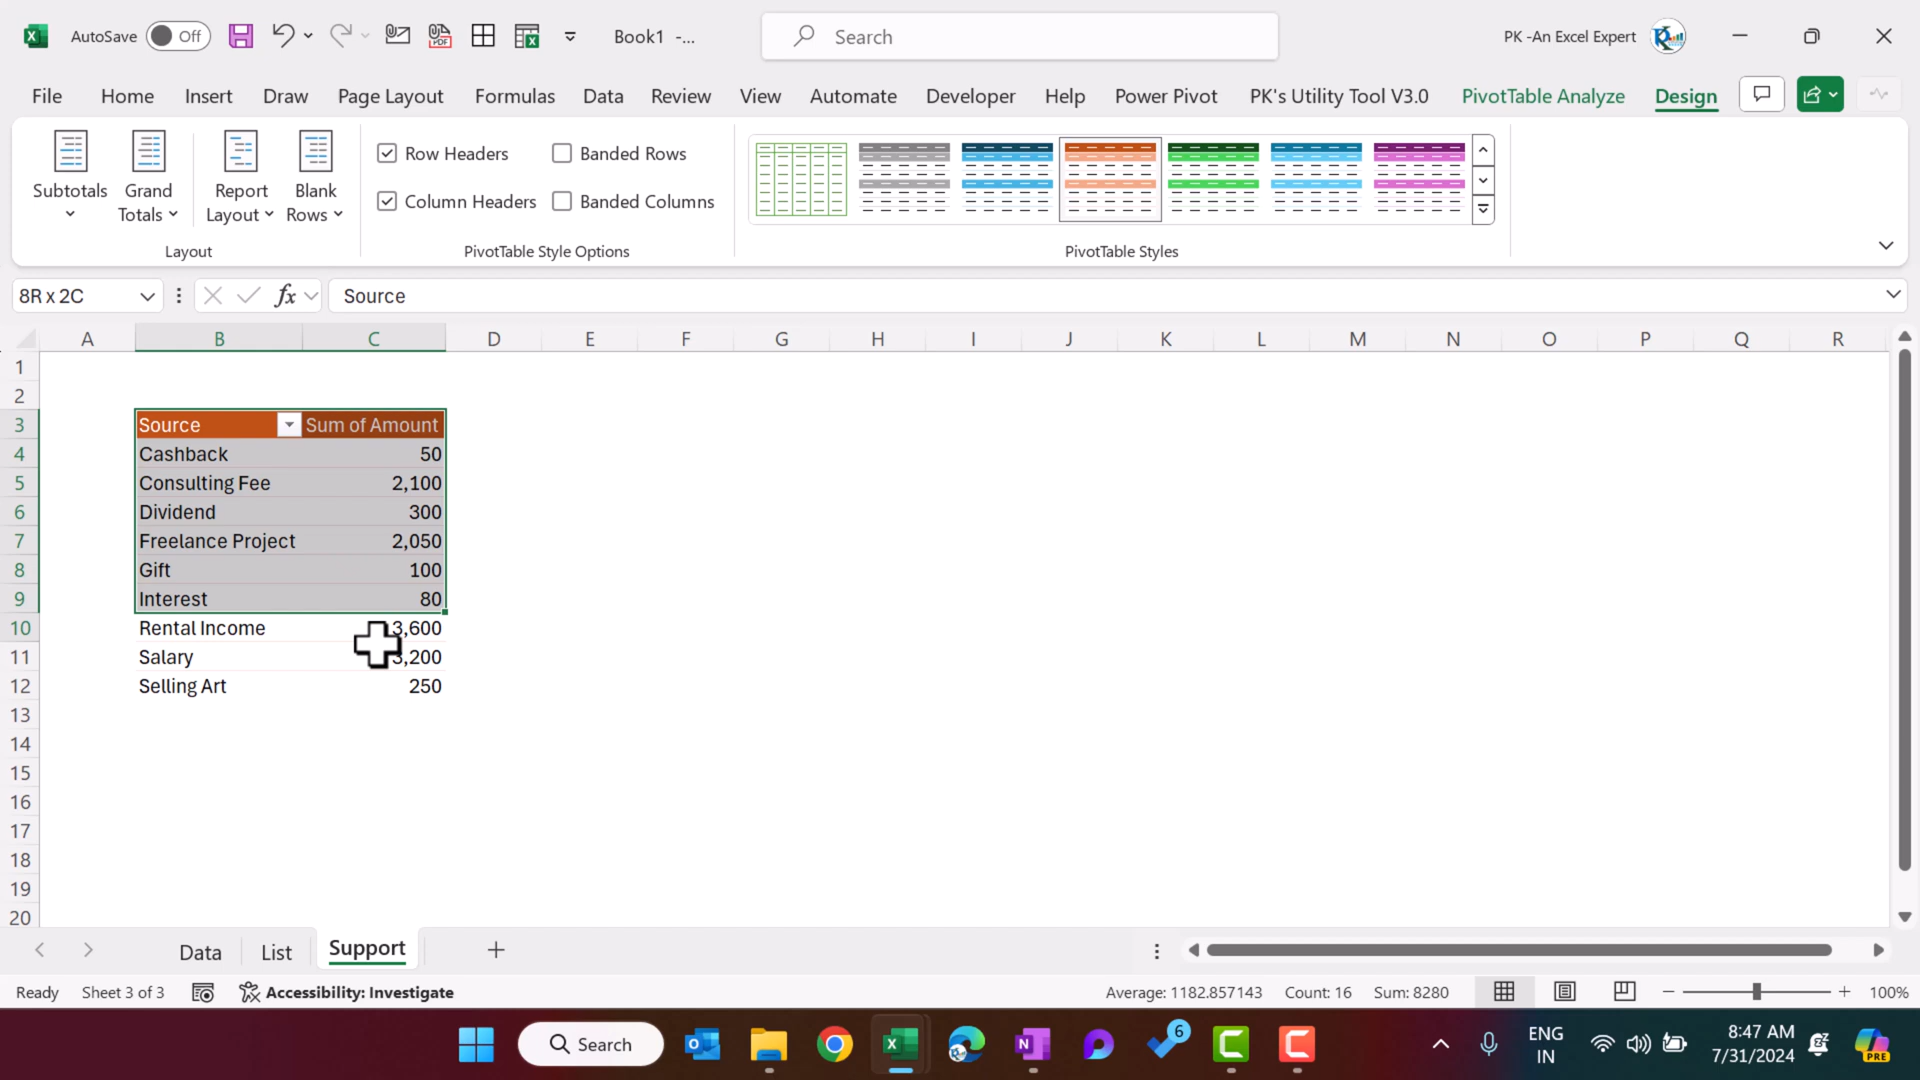 AutoSave Off Book1 -... Search PK -An Excel Expert
File Home Insert Draw Page Layout Formulas Data Review View Automate Developer Help Power Pivot PK's Utility Tool V3.0 PivotTable Analyze Design
Subtotals Grand Totals Report Layout Blank Rows
Row Headers Banded Rows
Column Headers Banded Columns
Layout PivotTable Style Options PivotTable Styles
8R x 2C fx Source
A B C D E F G H I J K L M N O P Q R
1
2
3 Source Sum of Amount
4 Cashback 50
5 Consulting Fee 2,100
6 Dividend 300
7 Freelance Project 2,050
8 Gift 100
9 Interest 80
10 Rental Income 3,600
11 Salary 3,200
12 Selling Art 250
13
14
15
16
17
18
19
20
Data List Support
Ready Sheet 3 of 3 Accessibility: Investigate Average: 1182.857143 Count: 16 Sum: 8280 100%
Search 6 ENG 8:47 AM
IN 7/31/2024 PRE